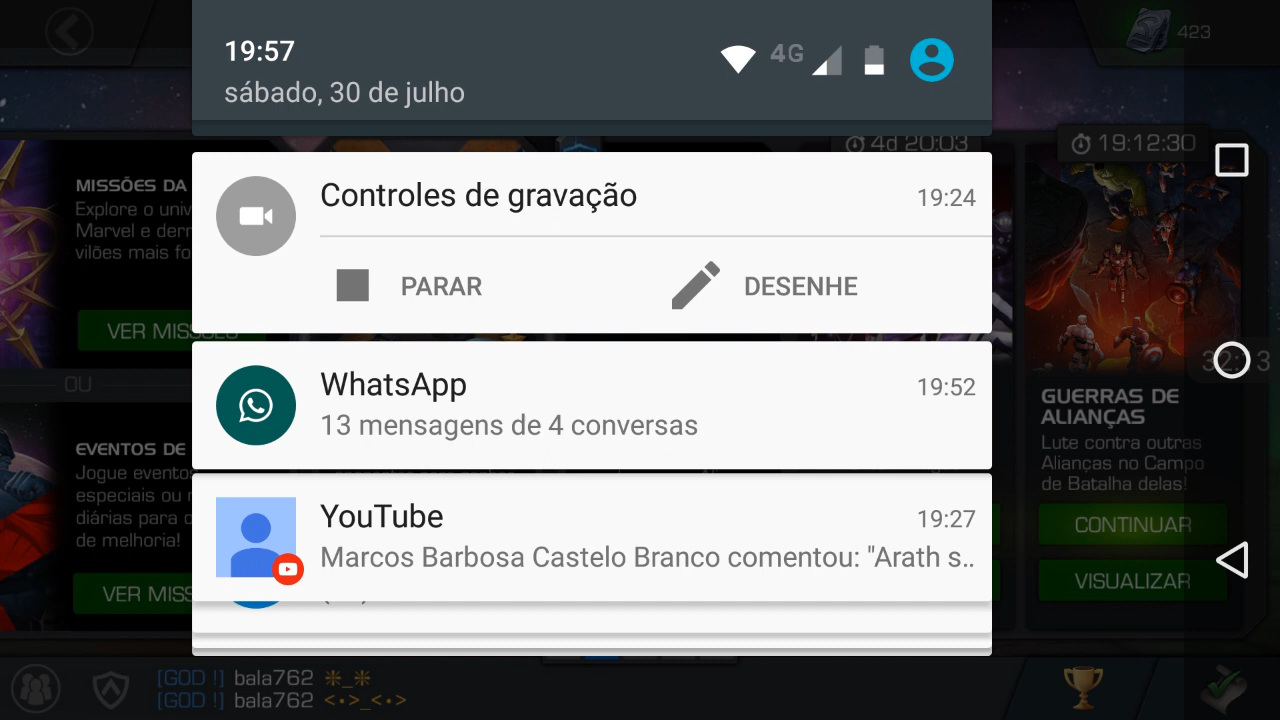 19:57
4G
sábado, 30 de julho
423
4d 20:03
19:12:30
Controles de gravação
19:24
PARAR
DESENHE
WhatsApp
19:52
13 mensagens de 4 conversas
YouTube
19:27
Marcos Barbosa Castelo Branco comentou: "Arath s…
MISSÕES DA
Explore o univ
Marvel e derr
vilões mais fo
VER MISSÕES
OU
EVENTOS DE
Jogue evento
especiais ou
diárias para
de melhoria!
VER MISS
GUERRAS DE
ALIANÇAS
Lute contra outras
Alianças no Campo
de Batalha delas!
CONTINUAR
VISUALIZAR
[GOD !] bala762 ⁜_⁜
[GOD !] bala762 <•>_<•>